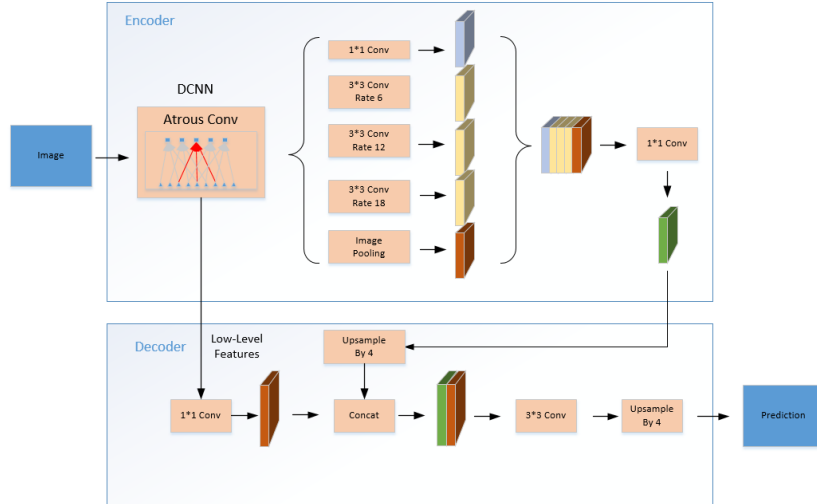 Encoder
DCNN
Atrous Conv
Image
1*1 Conv
3*3 Conv
Rate 6
3*3 Conv
Rate 12
3*3 Conv
Rate 18
Image
Pooling
1*1 Conv
Decoder
Low-Level
Features
Upsample
By 4
1*1 Conv
Concat
3*3 Conv
Upsample
By 4
Prediction